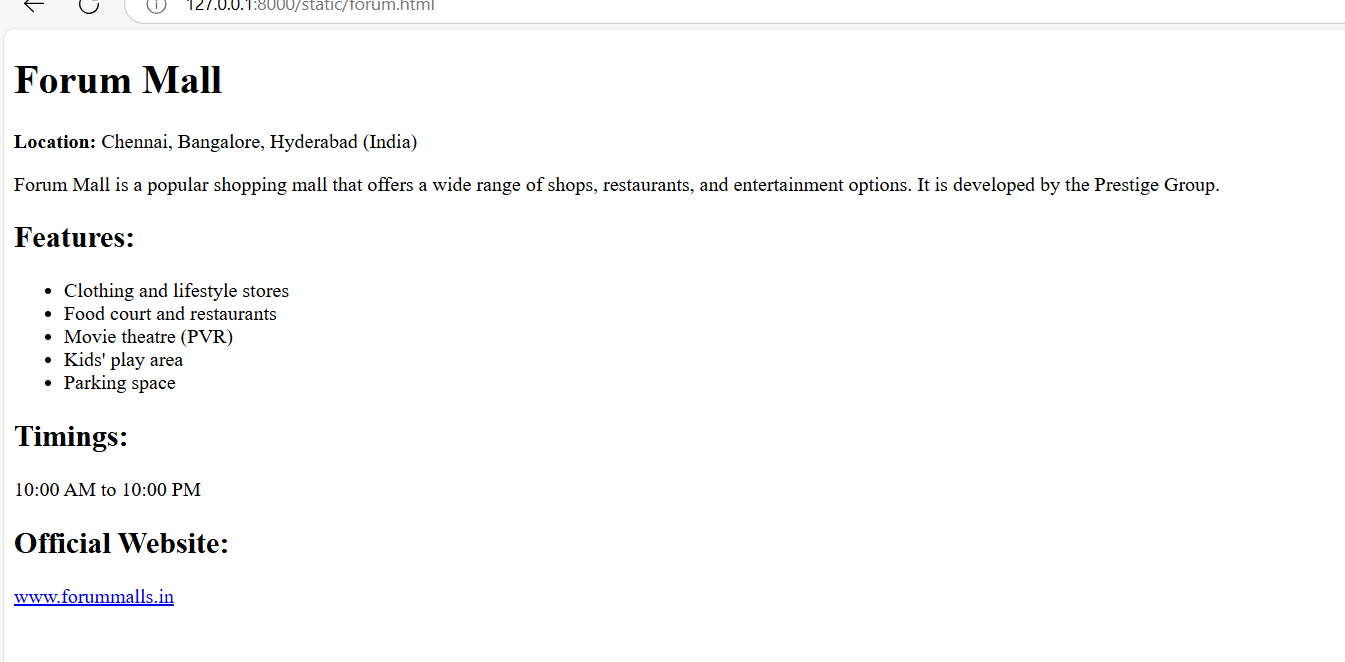 127.0.0.1:8000/static/forum.html
Forum Mall
Location: Chennai, Bangalore, Hyderabad (India)
Forum Mall is a popular shopping mall that offers a wide range of shops, restaurants, and entertainment options. It is developed by the Prestige Group.
Features:
Clothing and lifestyle stores
Food court and restaurants
Movie theatre (PVR)
Kids' play area
Parking space
Timings:
10:00 AM to 10:00 PM
Official Website:
www.forummalls.in